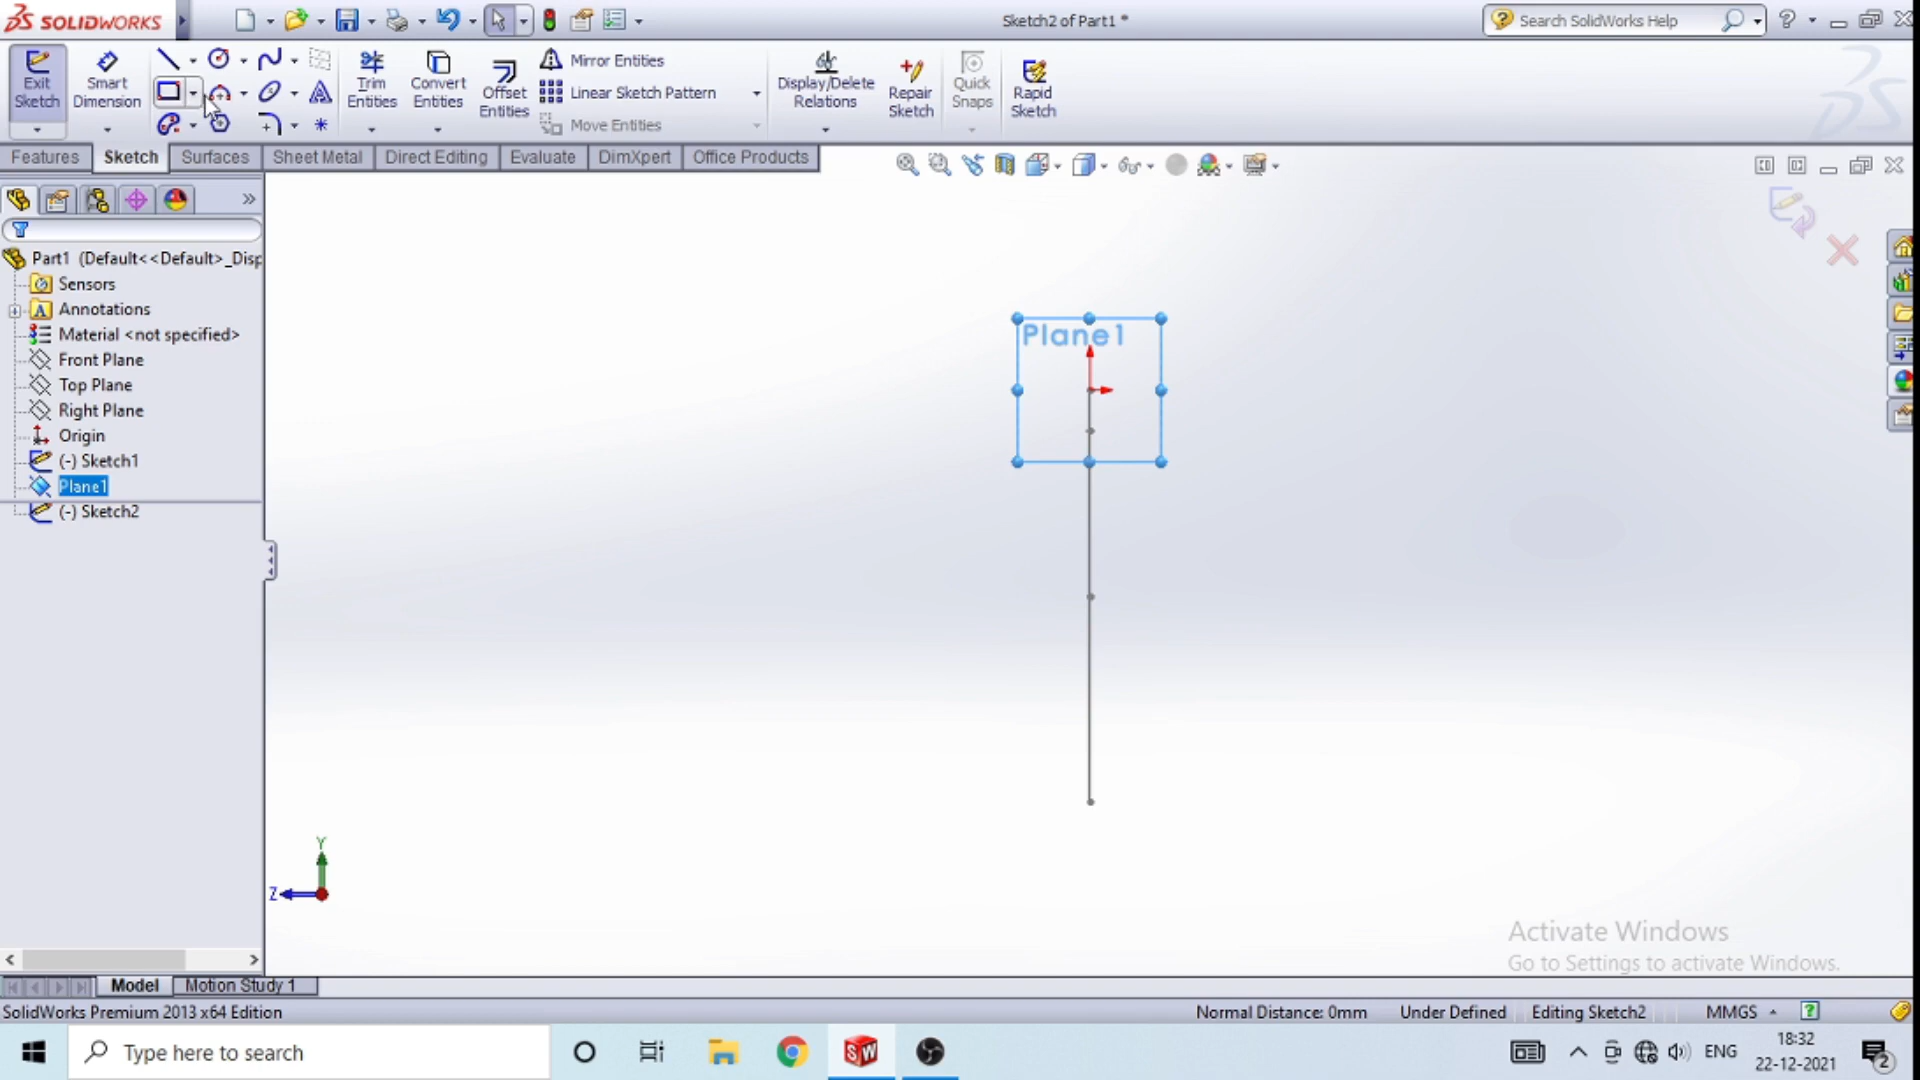 SOLIDWORKS
Sketch2 of Part1 *
Search SolidWorks Help
Exit Sketch
Smart Dimension
Trim Entities
Convert Entities
Offset Entities
Mirror Entities
Linear Sketch Pattern
Move Entities
Display/Delete Relations
Repair Sketch
Quick Snaps
Rapid Sketch
Features
Sketch
Surfaces
Sheet Metal
Direct Editing
Evaluate
DimXpert
Office Products
Part1 (Default<<Default>_Disp
Sensors
Annotations
Material <not specified>
Front Plane
Top Plane
Right Plane
Origin
(-) Sketch1
Plane1
(-) Sketch2
Plane1
Y
Z
Activate Windows
Go to Settings to activate Windows.
Model
Motion Study 1
SolidWorks Premium 2013 x64 Edition
Normal Distance: 0mm
Under Defined
Editing Sketch2
MMGS
Type here to search
SW
ENG
18:32
22-12-2021
2